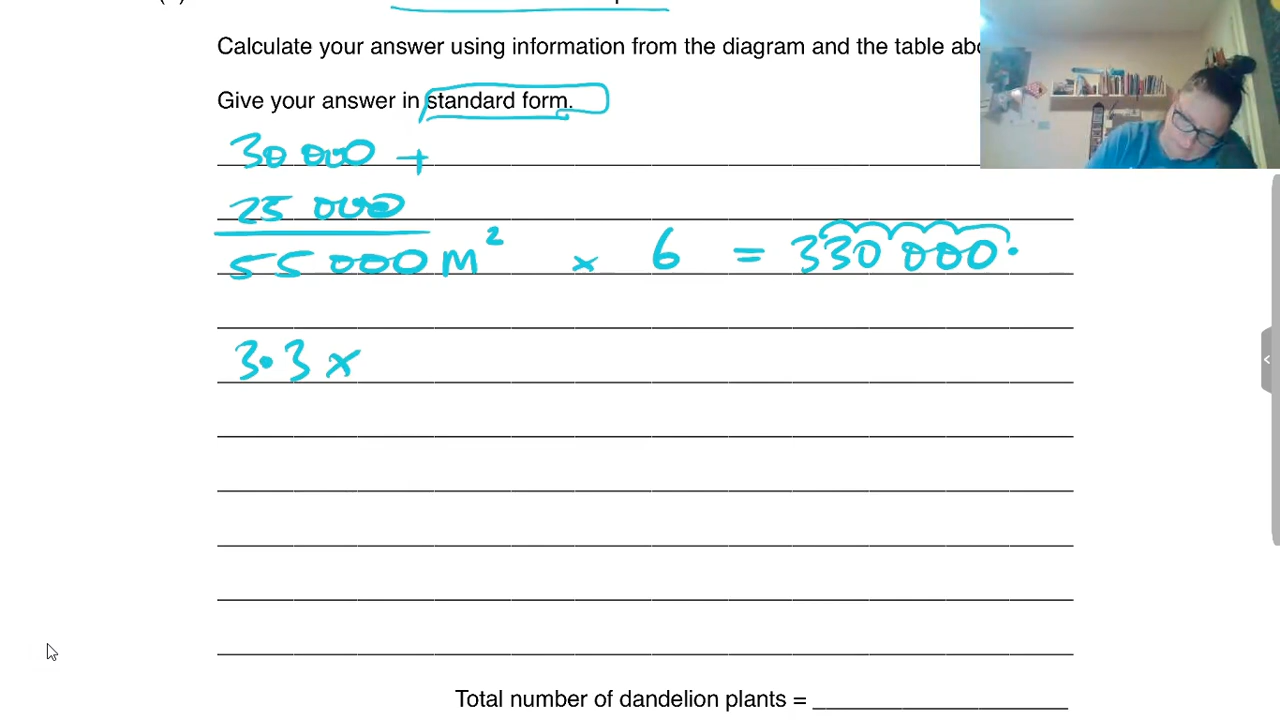 Calculate your answer using information from the diagram and the table
Give your answer in standard form.
30 000 +
25 000
55 000 m² × 6 = 330 000.
3.3 ×
Total number of dandelion plants =